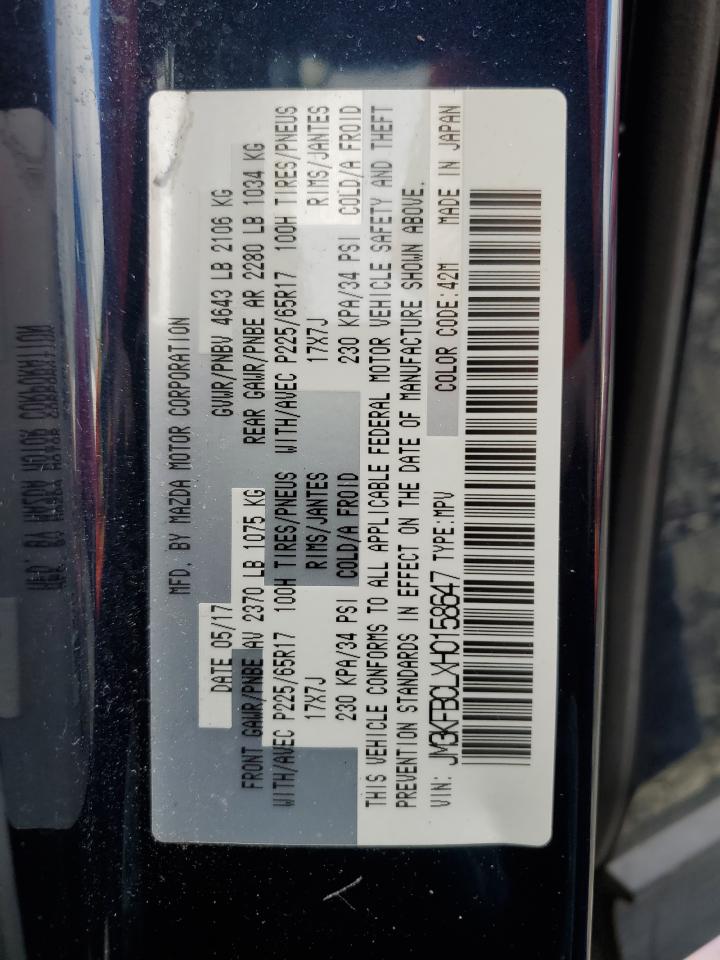 MFD. BY MAZDA MOTOR CORPORATION
DATE 05/17 GVWR/PNBV 4643 LB 2106 KG
FRONT GAWR/PNBE AV 2370 LB 1075 KG REAR GAWR/PNBE AR 2280 LB 1034 KG
WITH/AVEC P225/65R17 100H TIRES/PNEUS WITH/AVEC P225/65R17 100H TIRES/PNEUS
17X7J RIMS/JANTES 17X7J RIMS/JANTES
230 KPA/34 PSI COLD/A FROID 230 KPA/34 PSI COLD/A FROID
THIS VEHICLE CONFORMS TO ALL APPLICABLE FEDERAL MOTOR VEHICLE SAFETY AND THEFT
PREVENTION STANDARDS IN EFFECT ON THE DATE OF MANUFACTURE SHOWN ABOVE.
VIN: JM3KFBCLXH0158647 TYPE:MPV COLOR CODE:42M MADE IN JAPAN